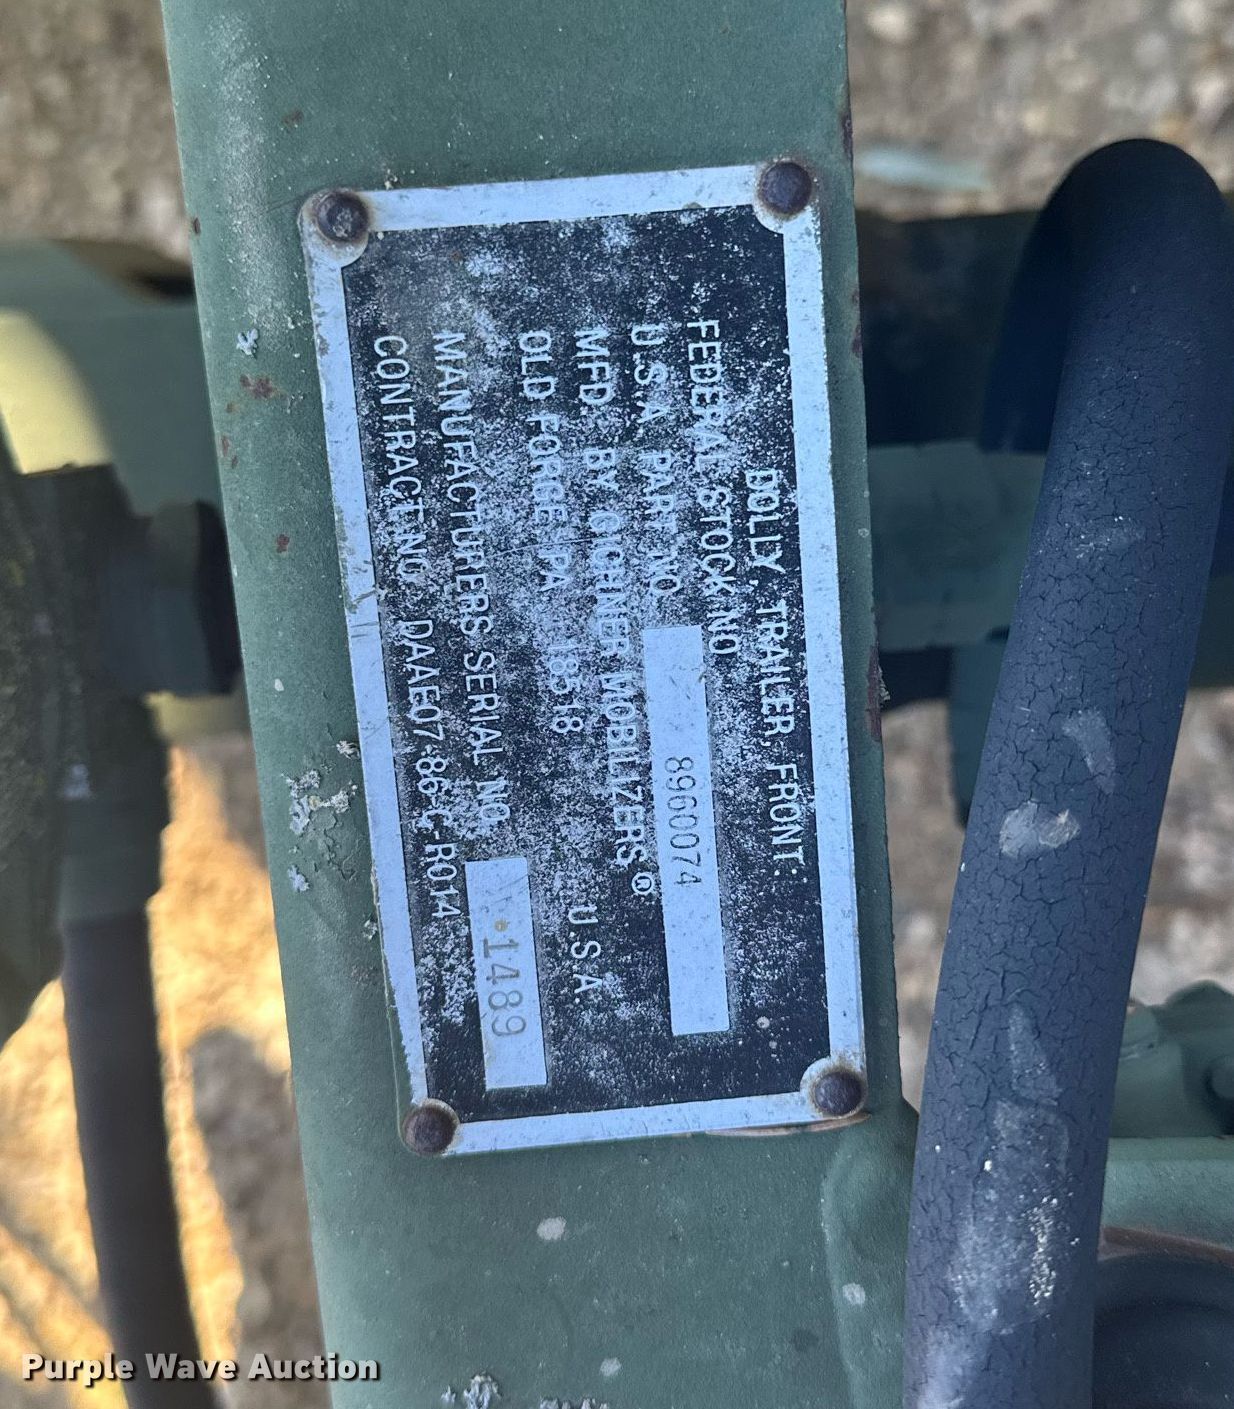 DOLLY, TRAILER, FRONT:
FEDERAL STOCK NO
U.S.A. PART NO 8960074
MFD. BY GICHNER MOBILIZERS ®
OLD FORGE, PA. 18518 U.S.A.
MANUFACTURERS SERIAL NO 1489
CONTRACT NO. DAAE07-86-C-R014
Purple Wave Auction